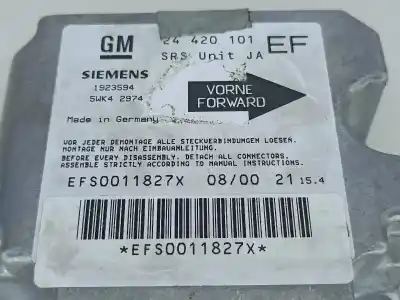 GM 24 420 101 EF
SRS Unit JA
SIEMENS
1923594
5WK4 2974
VORNE
FORWARD
Made in Germany
VOR JEDER DEMONTAGE ALLE STECKVERBINDUNGEN LOESEN.
MONTAGE NUR NACH EINBAUANLEITUNG.
BEFORE EVERY DISASSEMBLY, DETACH ALL CONNECTORS.
ASSEMBLE STRICTLY ACCORDING TO MANUAL INSTRUCTIONS.
EFS0011827X 08/00 21 15.4
*EFS0011827X*